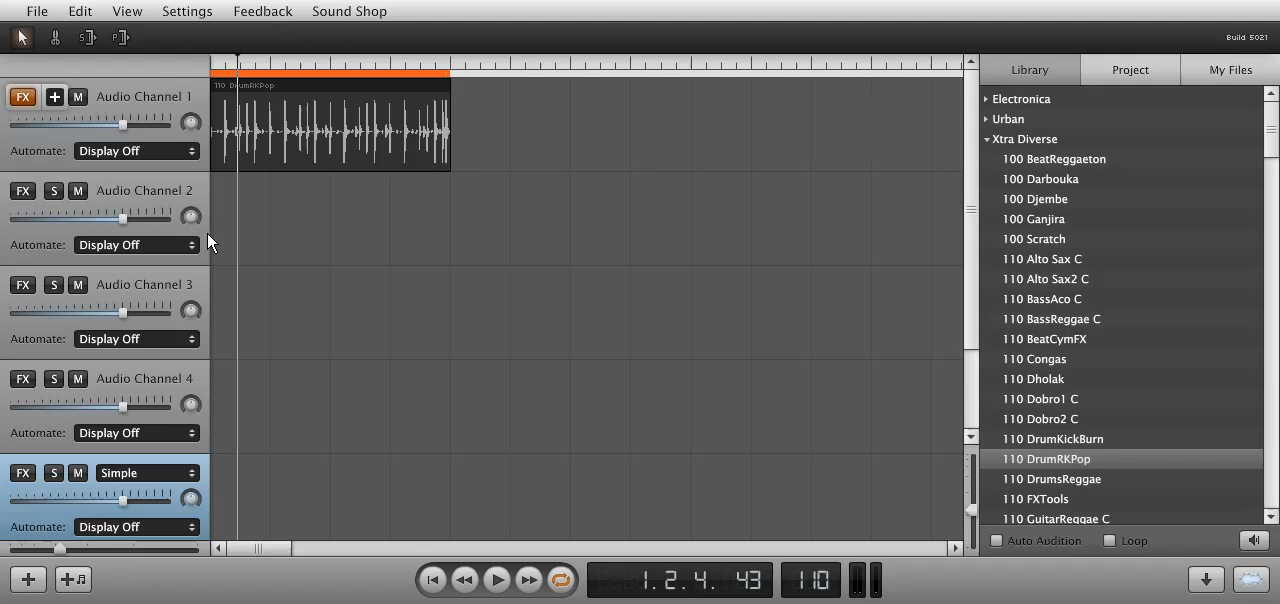 File Edit View Settings Feedback Sound Shop
S P Build 5021
Library Project My Files
FX M Audio Channel 1
Automate: Display Off
110 DrumRKPop
FX S M Audio Channel 2
Automate: Display Off
FX S M Audio Channel 3
Automate: Display Off
FX S M Audio Channel 4
Automate: Display Off
FX S M Simple
Automate: Display Off
Electronica
Urban
Xtra Diverse
100 BeatReggaeton
100 Darbouka
100 Djembe
100 Ganjira
100 Scratch
110 Alto Sax C
110 Alto Sax2 C
110 BassAco C
110 BassReggae C
110 BeatCymFX
110 Congas
110 Dholak
110 Dobro1 C
110 Dobro2 C
110 DrumKickBurn
110 DrumRKPop
110 DrumsReggae
110 FXTools
110 GuitarReggae C
Auto Audition Loop
1. 2. 4. 43 110